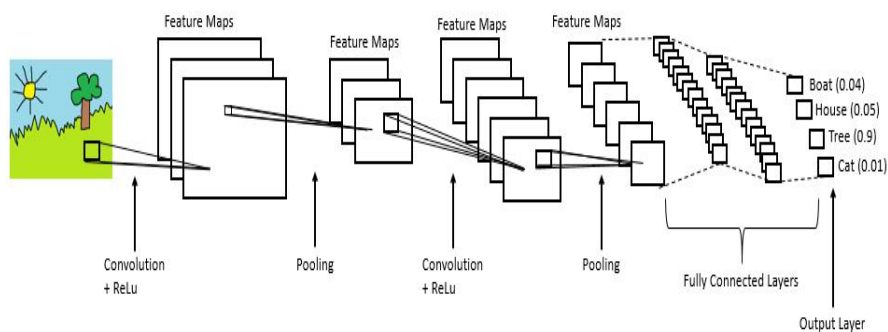 Feature Maps
Feature Maps
Feature Maps
Feature Maps
Boat (0.04)
House (0.05)
Tree (0.9)
Cat (0.01)
Convolution
+ ReLu
Pooling
Convolution
+ ReLu
Pooling
Fully Connected Layers
Output Layer